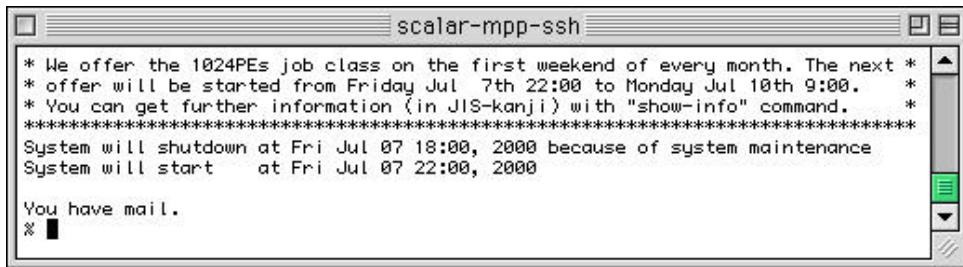 scalar-mpp-ssh
* We offer the 1024PEs job class on the first weekend of every month. The next *
* offer will be started from Friday Jul  7th 22:00 to Monday Jul 10th 9:00.    *
* You can get further information (in JIS-kanji) with "show-info" command.     *
********************************************************************************
System will shutdown at Fri Jul 07 18:00, 2000 because of system maintenance
System will start    at Fri Jul 07 22:00, 2000
You have mail.
%